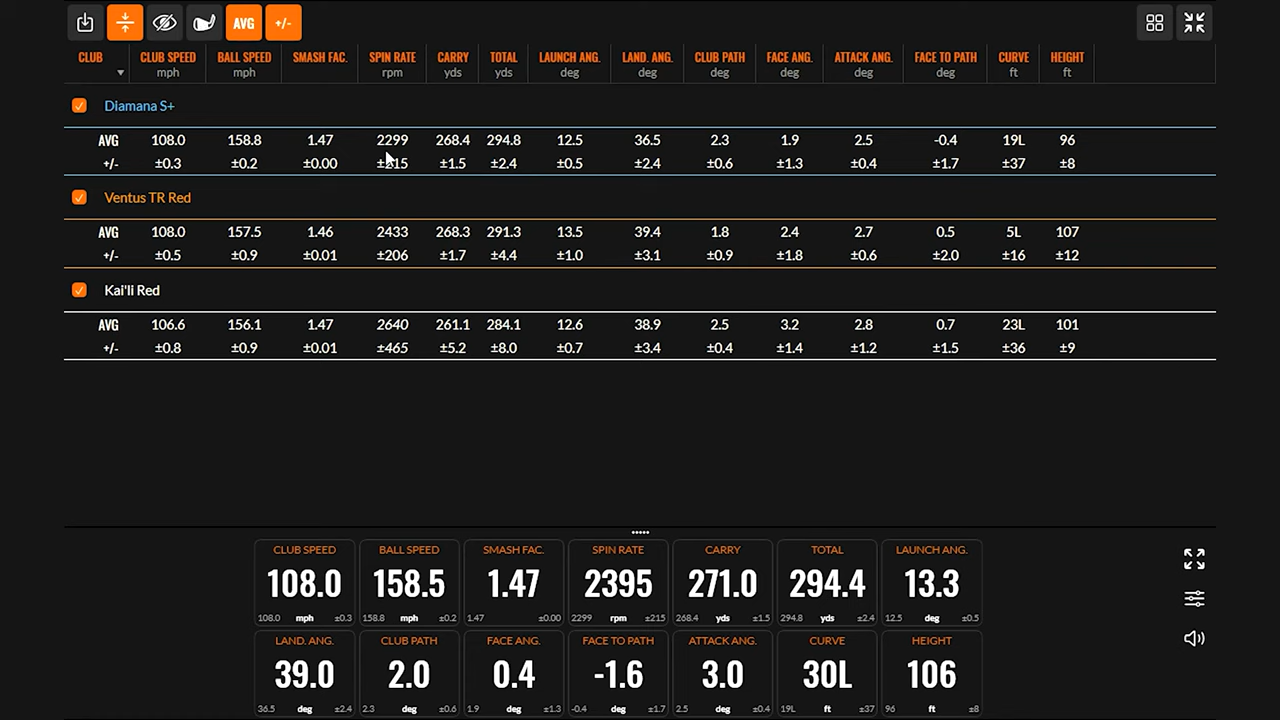 AVG +/-
CLUB CLUB SPEED BALL SPEED SMASH FAC. SPIN RATE CARRY TOTAL LAUNCH ANG. LAND. ANG. CLUB PATH FACE ANG. ATTACK ANG. FACE TO PATH CURVE HEIGHT
mph mph rpm yds yds deg deg deg deg deg deg ft ft
Diamana S+
AVG 108.0 158.8 1.47 2299 268.4 294.8 12.5 36.5 2.3 1.9 2.5 -0.4 19L 96
+/- ±0.3 ±0.2 ±0.00 ±215 ±1.5 ±2.4 ±0.5 ±2.4 ±0.6 ±1.3 ±0.4 ±1.7 ±37 ±8
Ventus TR Red
AVG 108.0 157.5 1.46 2433 268.3 291.3 13.5 39.4 1.8 2.4 2.7 0.5 5L 107
+/- ±0.5 ±0.9 ±0.01 ±206 ±1.7 ±4.4 ±1.0 ±3.1 ±0.9 ±1.8 ±0.6 ±2.0 ±16 ±12
Kai'li Red
AVG 106.6 156.1 1.47 2640 261.1 284.1 12.6 38.9 2.5 3.2 2.8 0.7 23L 101
+/- ±0.8 ±0.9 ±0.01 ±465 ±5.2 ±8.0 ±0.7 ±3.4 ±0.4 ±1.4 ±1.2 ±1.5 ±36 ±9
CLUB SPEED BALL SPEED SMASH FAC. SPIN RATE CARRY TOTAL LAUNCH ANG.
108.0 158.5 1.47 2395 271.0 294.4 13.3
108.0 mph ±0.3 158.8 mph ±0.2 1.47 ±0.00 2299 rpm ±215 268.4 yds ±1.5 294.8 yds ±2.4 12.5 deg ±0.5
LAND. ANG. CLUB PATH FACE ANG. FACE TO PATH ATTACK ANG. CURVE HEIGHT
39.0 2.0 0.4 -1.6 3.0 30L 106
36.5 deg ±2.4 2.3 deg ±0.6 1.9 deg ±1.3 -0.4 deg ±1.7 2.5 deg ±0.4 19L ft ±37 96 ft ±8